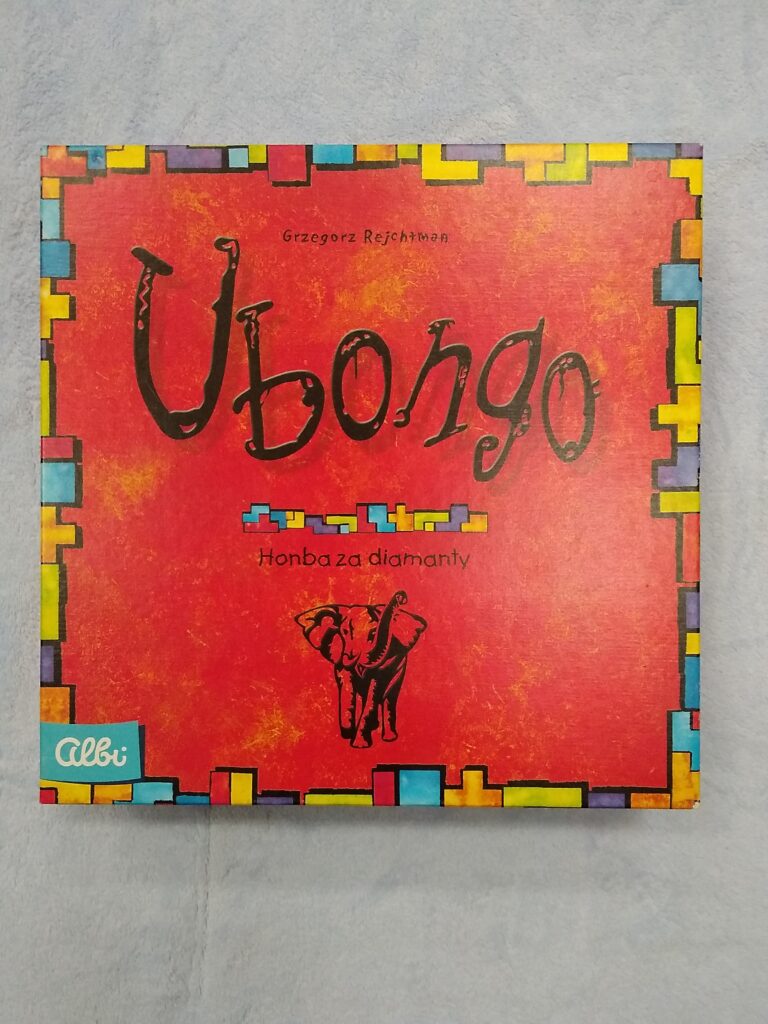 Grzegorz Rejchtman
Ubongo
Honba za diamanty
albi